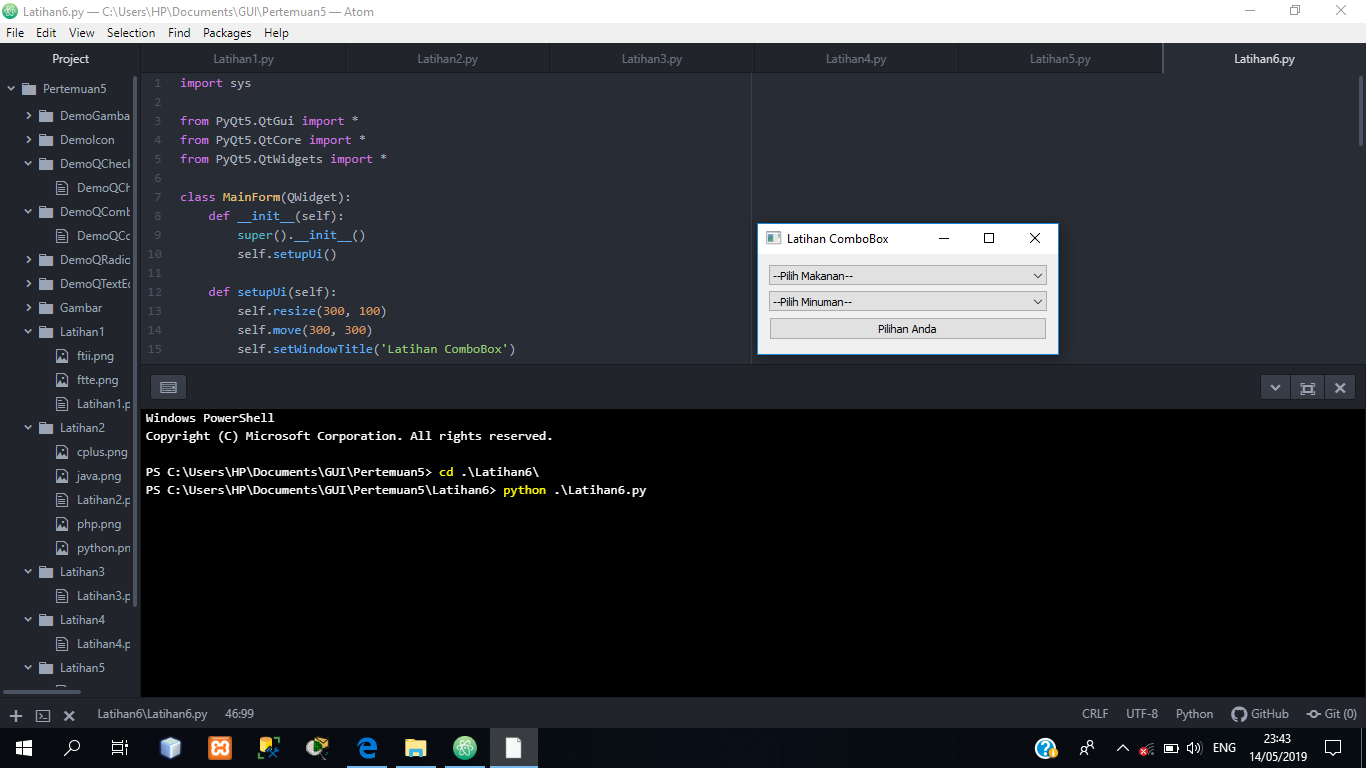 Latihan6.py — C:\Users\HP\Documents\GUI\Pertemuan5 — Atom
File Edit View Selection Find Packages Help
Project
Latihan1.py Latihan2.py Latihan3.py Latihan4.py Latihan5.py Latihan6.py
Pertemuan5
DemoGamba
DemoIcon
DemoQChec
DemoQCh
DemoQComb
DemoQCo
DemoQRadio
DemoQTextEd
Gambar
Latihan1
ftii.png
ftte.png
Latihan1.p
Latihan2
cplus.png
java.png
Latihan2.p
php.png
python.pn
Latihan3
Latihan3.p
Latihan4
Latihan4.p
Latihan5
1 import sys
2
3 from PyQt5.QtGui import *
4 from PyQt5.QtCore import *
5 from PyQt5.QtWidgets import *
6
7 class MainForm(QWidget):
8 def __init__(self):
9 super().__init__()
10 self.setupUi()
11
12 def setupUi(self):
13 self.resize(300, 100)
14 self.move(300, 300)
15 self.setWindowTitle('Latihan ComboBox')
Latihan ComboBox
--Pilih Makanan--
--Pilih Minuman--
Pilihan Anda
Windows PowerShell
Copyright (C) Microsoft Corporation. All rights reserved.
PS C:\Users\HP\Documents\GUI\Pertemuan5> cd .\Latihan6\
PS C:\Users\HP\Documents\GUI\Pertemuan5\Latihan6> python .\Latihan6.py
Latihan6\Latihan6.py 46:99 CRLF UTF-8 Python GitHub Git (0)
ENG
23:43
14/05/2019